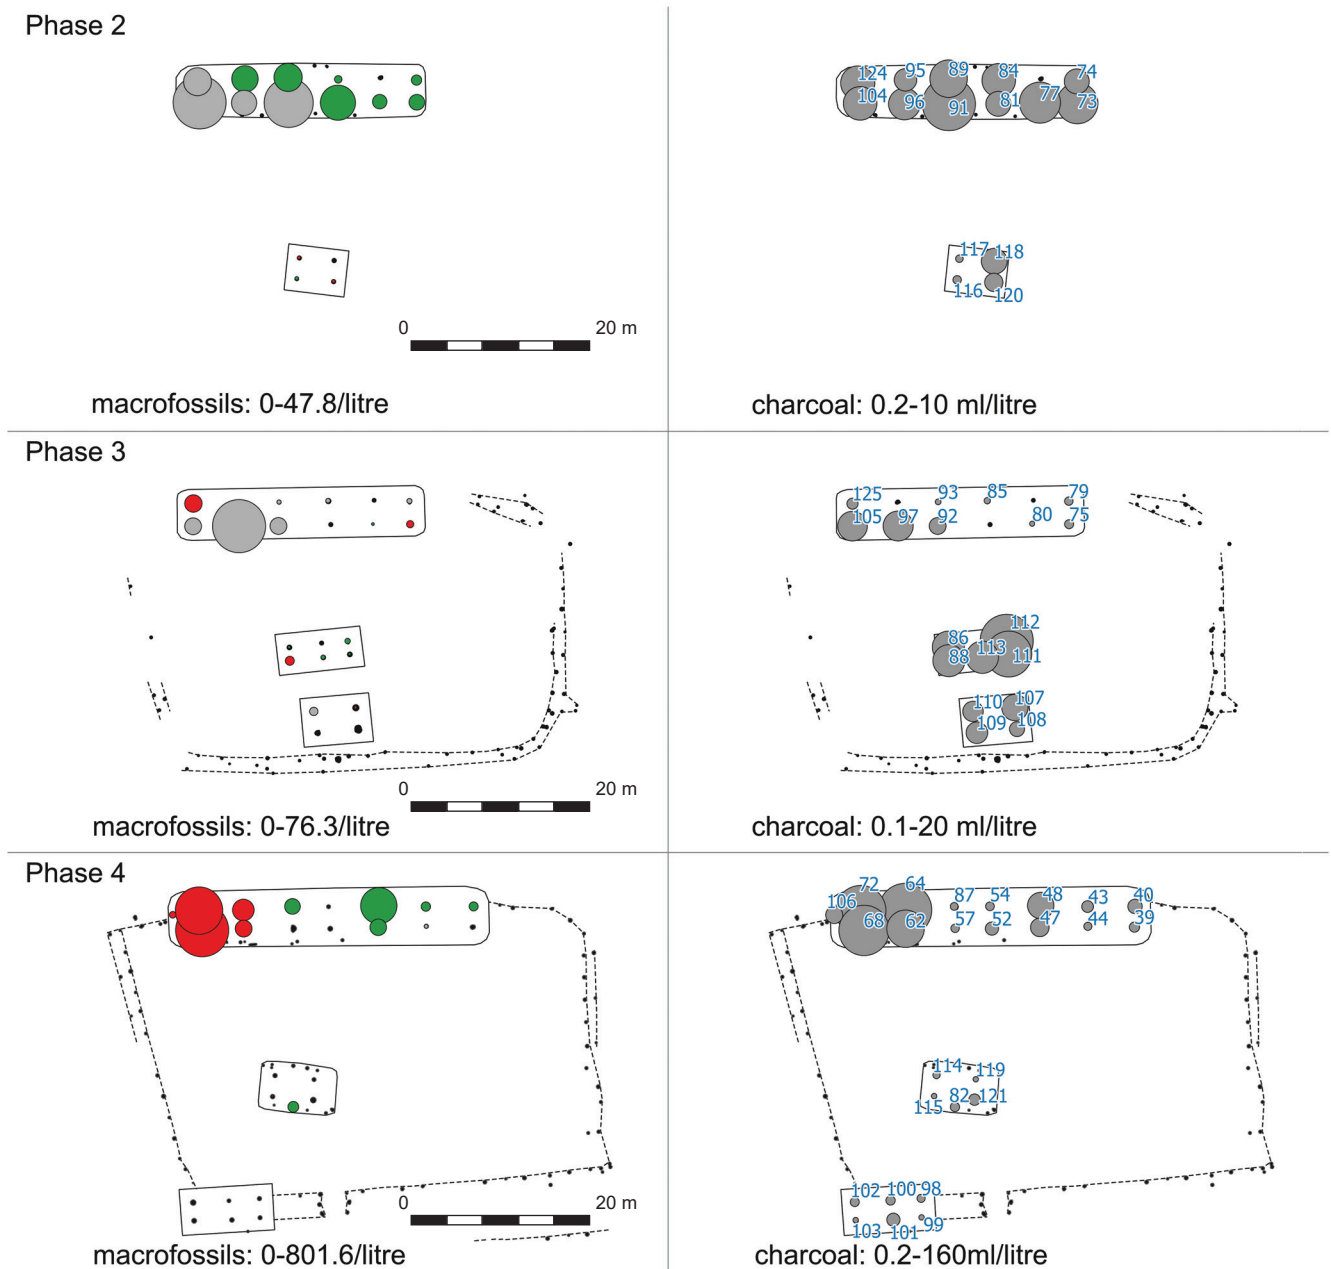 Phase 2
124 95 89 84 74
104 96 91 81 77 73
117 118
116 120
0 20 m
macrofossils: 0-47.8/litre
charcoal: 0.2-10 ml/litre
Phase 3
125 93 85 79
105 97 92 80 75
112
86 113 111
88
110 107
109 108
0 20 m
macrofossils: 0-76.3/litre
charcoal: 0.1-20 ml/litre
Phase 4
72 64 87 54 48 43 40
106 68 62 57 52 47 44 39
114 119
115 82 121
102 100 98
103 101 99
0 20 m
macrofossils: 0-801.6/litre
charcoal: 0.2-160ml/litre